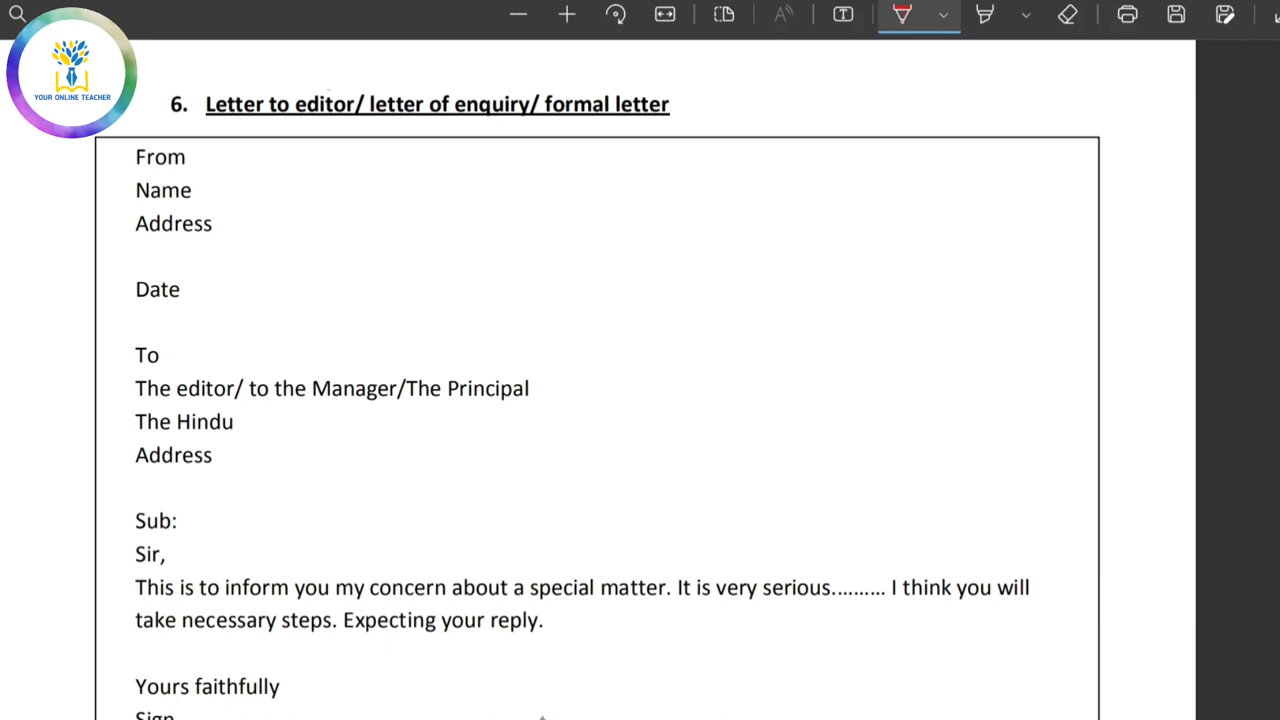 YOUR ONLINE TEACHER
6. Letter to editor/ letter of enquiry/ formal letter
From
Name
Address
Date
To
The editor/ to the Manager/The Principal
The Hindu
Address
Sub:
Sir,
This is to inform you my concern about a special matter. It is very serious.......... I think you will
take necessary steps. Expecting your reply.
Yours faithfully
Sign